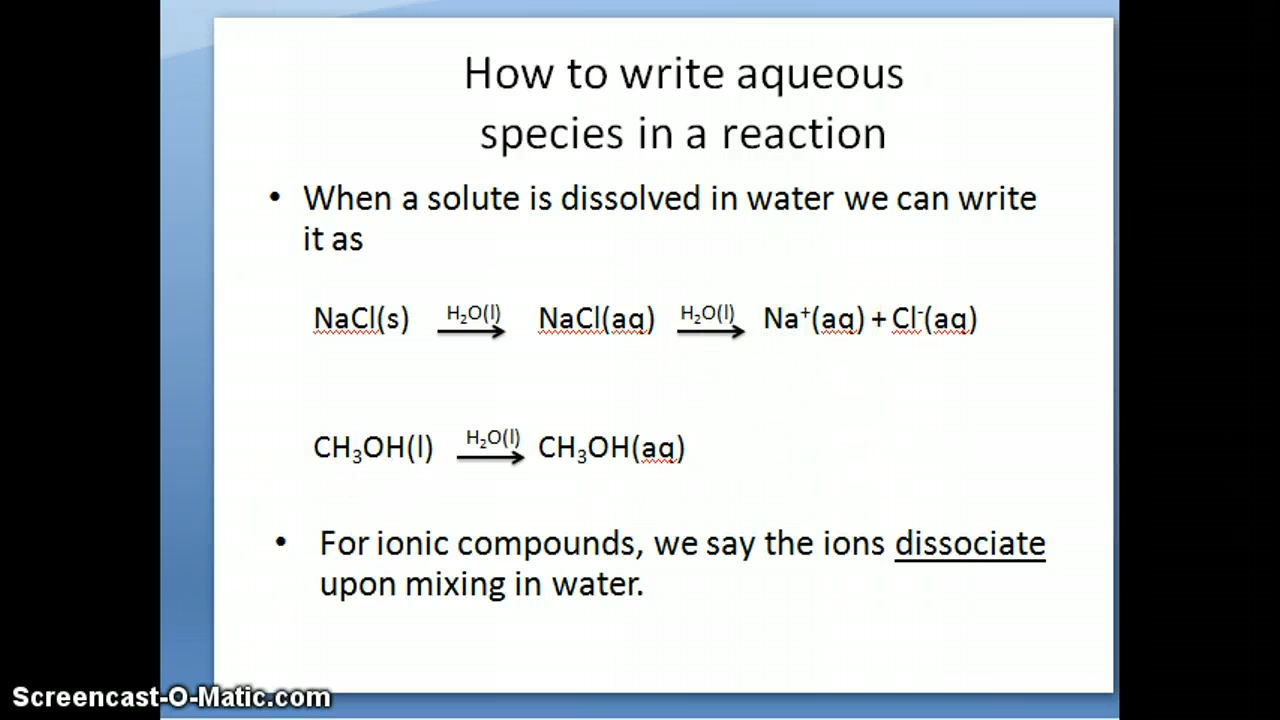 How to write aqueous
species in a reaction
• When a solute is dissolved in water we can write
it as
NaCl(s) H₂O(l) NaCl(aq) H₂O(l) Na⁺(aq) + Cl⁻(aq)
CH₃OH(l) H₂O(l) CH₃OH(aq)
• For ionic compounds, we say the ions dissociate
upon mixing in water.
Screencast-O-Matic.com